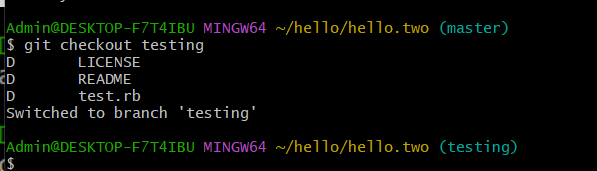 Admin@DESKTOP-F7T4IBU MINGW64 ~/hello/hello.two (master)
$ git checkout testing
D       LICENSE
D       README
D       test.rb
Switched to branch 'testing'
Admin@DESKTOP-F7T4IBU MINGW64 ~/hello/hello.two (testing)
$